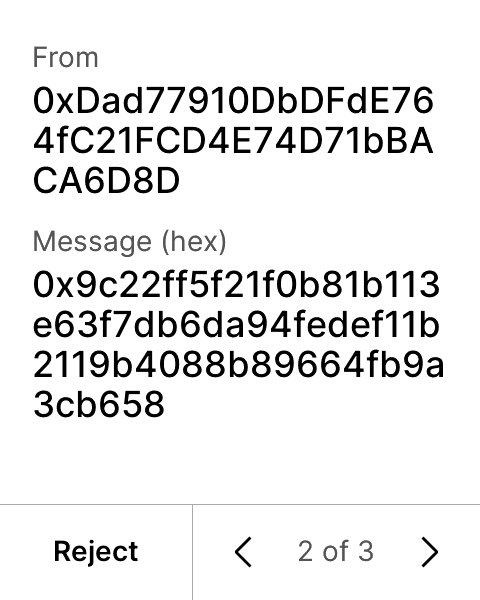 From
0xDad77910DbDFdE76
4fC21FCD4E74D71bBA
CA6D8D
Message (hex)
0x9c22ff5f21f0b81b113
e63f7db6da94fedef11b
2119b4088b89664fb9a
3cb658
Reject
2 of 3